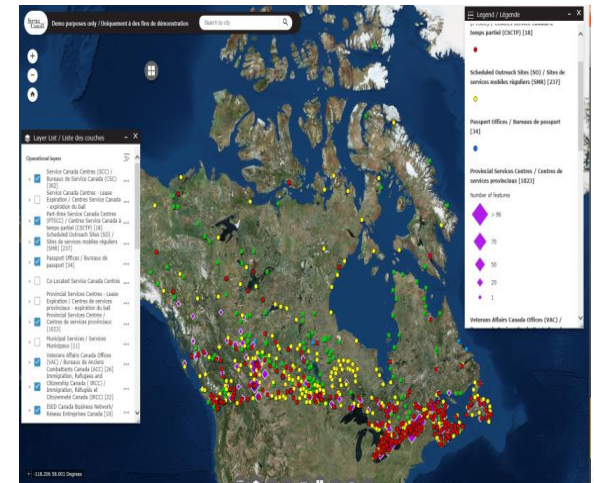 Service
Canada
Demo purposes only / Uniquement à des fins de démonstration
Search by city
Layer List / Liste des couches
Operational layers
Service Canada Centres (SCC) /
Bureaux de Service Canada (CSC)
[302]
Service Canada Centres - Lease
Expiration / Centres Service Canada
- expiration du bail
Part-time Service Canada Centres
(PTSCC) / Centres Service Canada à
temps partiel (CSCTP) [18]
Scheduled Outreach Sites (SO) /
Sites de services mobiles réguliers
(SMR) [237]
Passport Offices / Bureaux de
passport [34]
Co-Located Service Canada Centres
Provincial Services Centres - Lease
Expiration / Centres de services
provinciaux - expiration du bail
Provincial Services Centres /
Centres de services provinciaux
[1023]
Municipal Services / Services
Municipaux [11]
Veterans Affairs Canada Offices
(VAC) / Bureaux de Anciens
Combattants Canada (ACC) [26]
Immigration, Refugees and
Citizenship Canada ( IRCC) /
Immigration, Réfugiés et
Citoyenneté Canada (IRCC) [22]
ISED Canada Business Network/
Réseau Entreprises Canada [13]
-118.206 58.001 Degrees
Legend / Légende
temps partiel (CSCTP) [18]
Scheduled Outreach Sites (SO) / Sites de
services mobiles réguliers (SMR) [237]
Passport Offices / Bureaux de passport
[34]
Provincial Services Centres / Centres de
services provinciaux [1023]
Number of features
> 96
70
50
20
1
Veterans Affairs Canada Offices (VAC) /